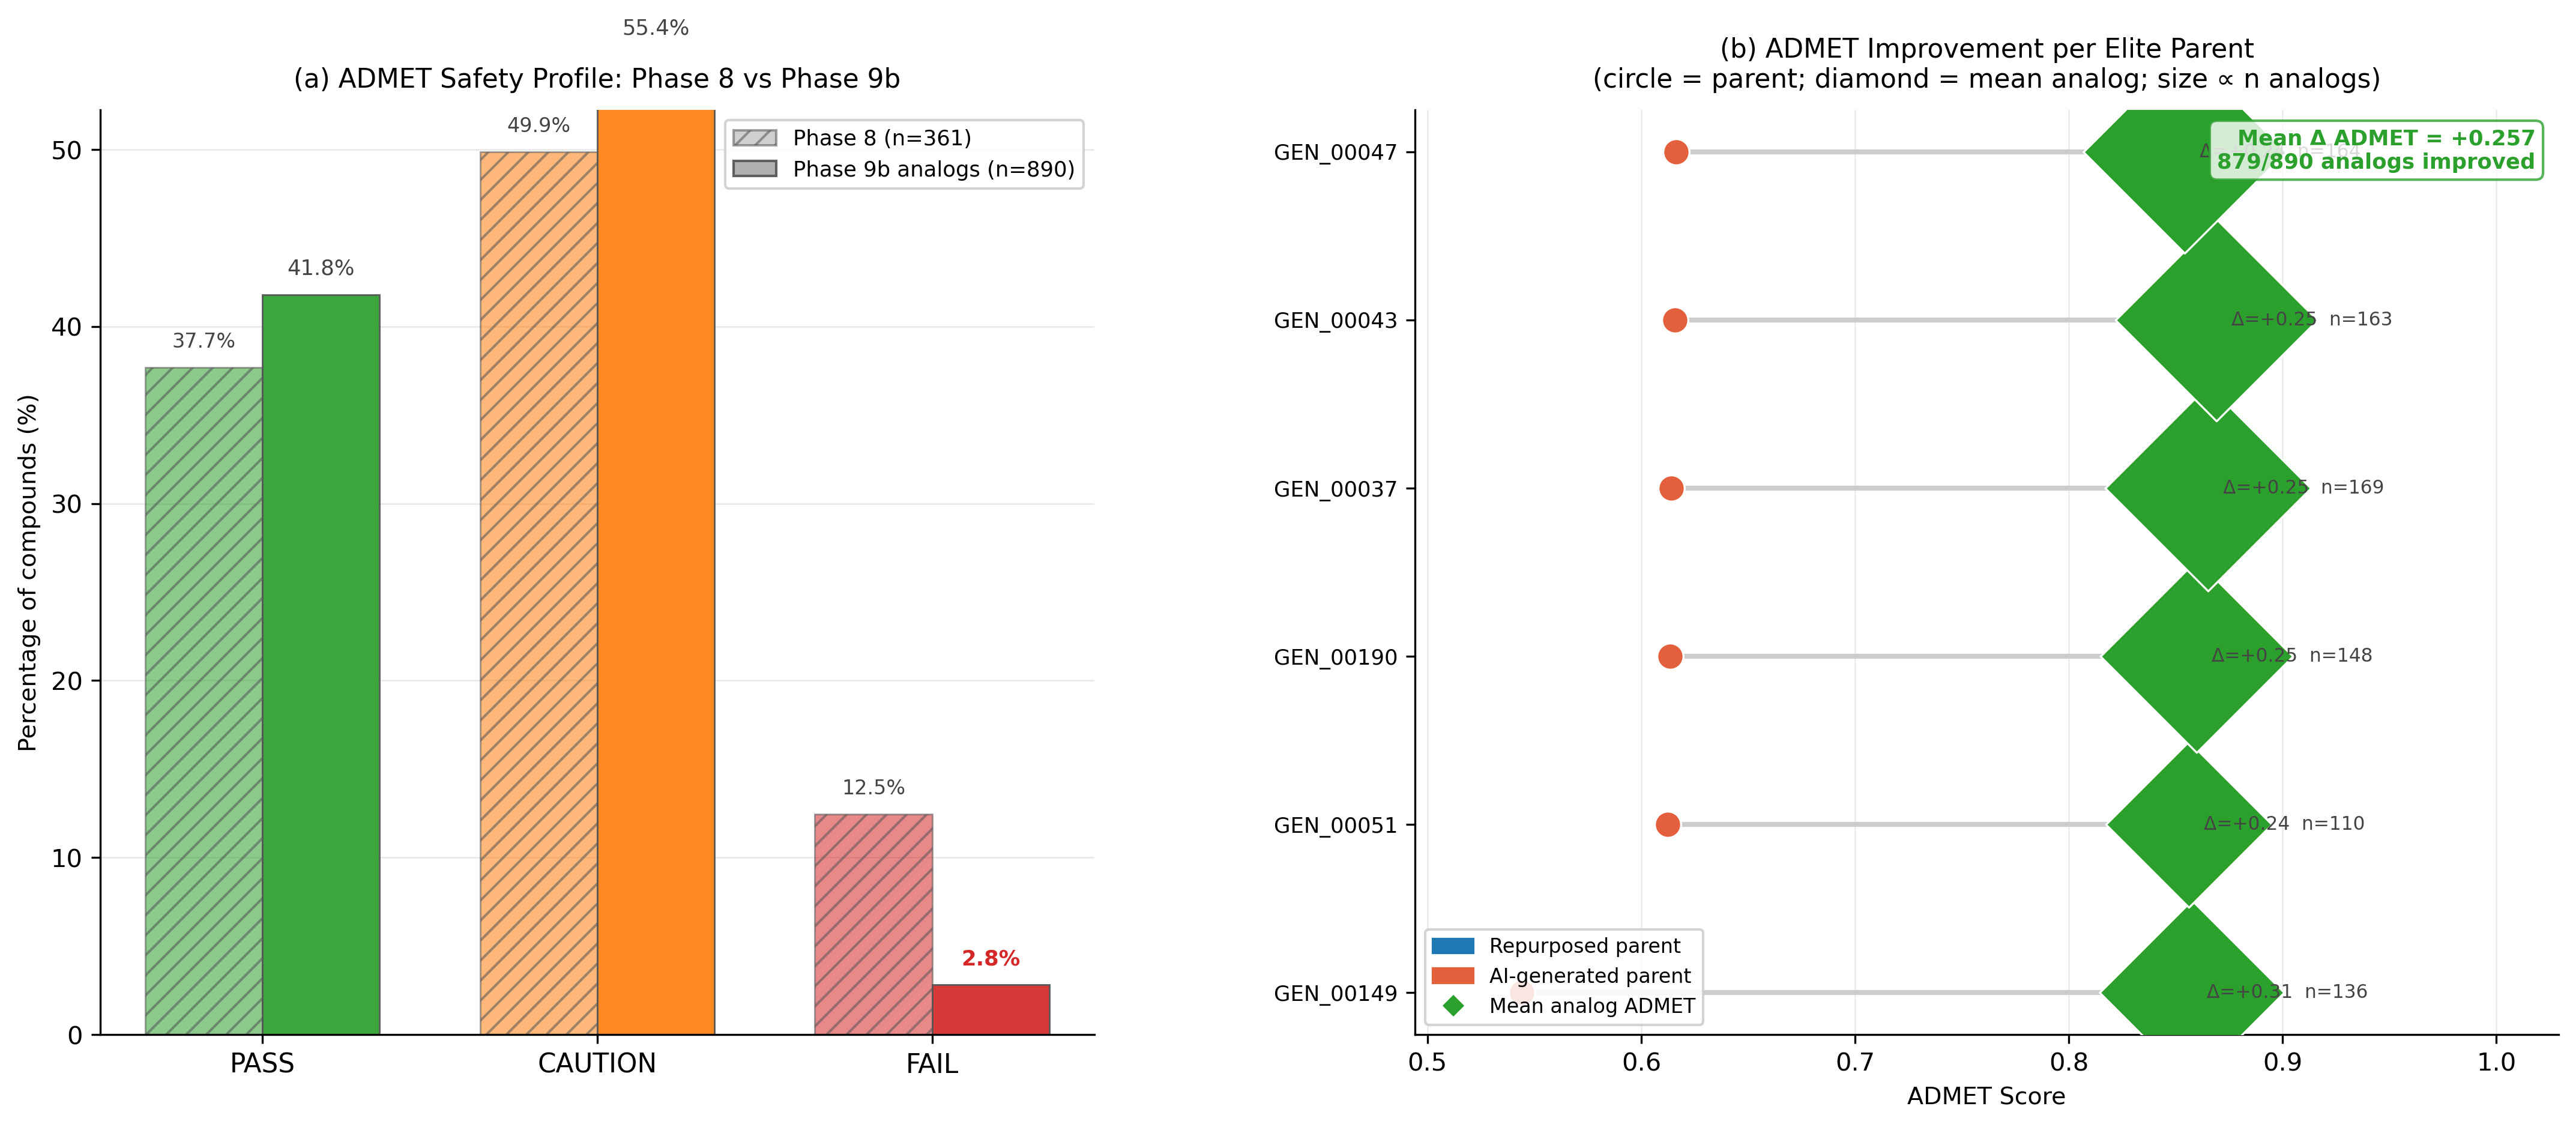 55.4%
(a) ADMET Safety Profile: Phase 8 vs Phase 9b
Percentage of compounds (%)
50
40
30
20
10
0
49.9%
41.8%
37.7%
12.5%
2.8%
Phase 8 (n=361)
Phase 9b analogs (n=890)
PASS
CAUTION
FAIL
(b) ADMET Improvement per Elite Parent
(circle = parent; diamond = mean analog; size ∝ n analogs)
Mean Δ ADMET = +0.257
879/890 analogs improved
GEN_00047
n=164
GEN_00043
Δ=+0.25 n=163
GEN_00037
Δ=+0.25 n=169
GEN_00190
Δ=+0.25 n=148
GEN_00051
Δ=+0.24 n=110
GEN_00149
Δ=+0.31 n=136
Repurposed parent
AI-generated parent
Mean analog ADMET
0.5
0.6
0.7
0.8
0.9
1.0
ADMET Score